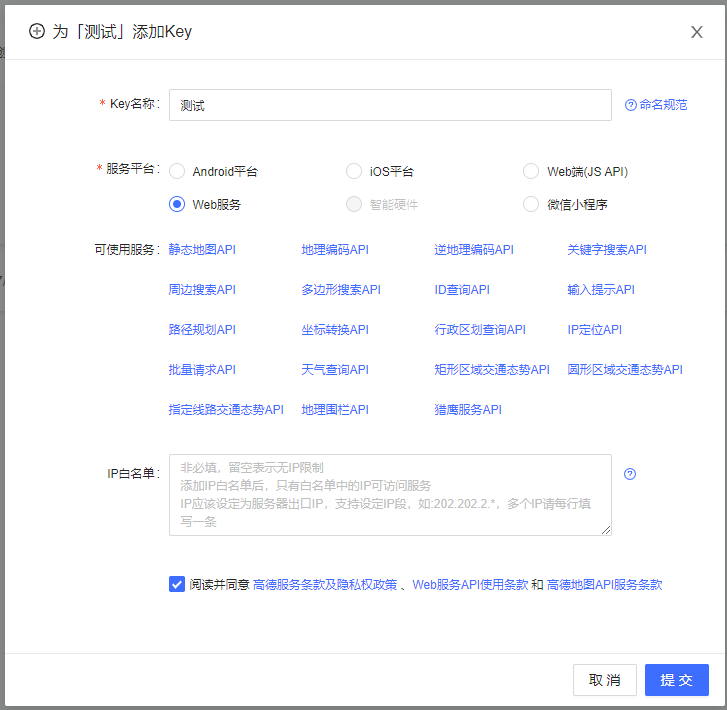 为「测试」添加Key
* Key名称: 测试 命名规范
* 服务平台: Android平台 iOS平台 Web端(JS API)
Web服务 智能硬件 微信小程序
可使用服务: 静态地图API 地理编码API 逆地理编码API 关键字搜索API
周边搜索API 多边形搜索API ID查询API 输入提示API
路径规划API 坐标转换API 行政区划查询API IP定位API
批量请求API 天气查询API 矩形区域交通态势API 圆形区域交通态势API
指定线路交通态势API 地理围栏API 猎鹰服务API
IP白名单: 非必填，留空表示无IP限制
添加IP白名单后，只有白名单中的IP可访问服务
IP应该设定为服务器出口IP，支持设定IP段，如:202.202.2.*，多个IP请每行填
写一条
阅读并同意 高德服务条款及隐私权政策 、Web服务API使用条款 和 高德地图API服务条款
取 消 提 交